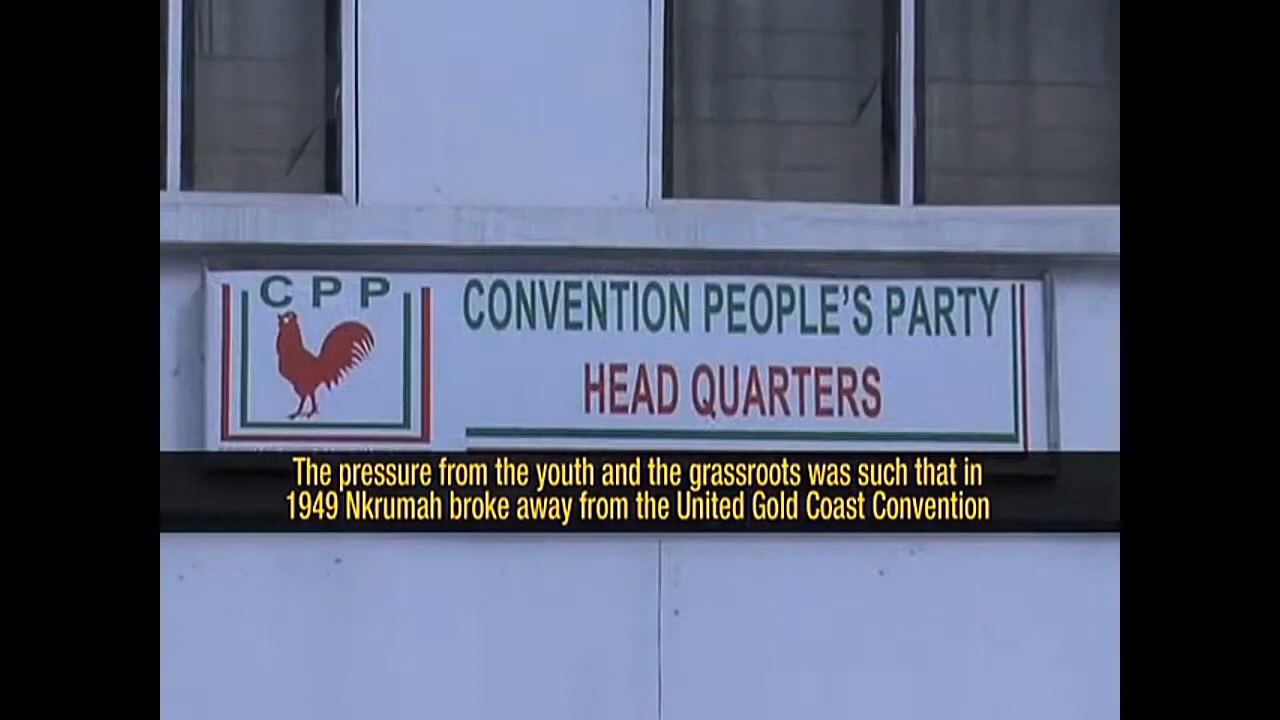 CPP
CONVENTION PEOPLE'S PARTY
HEAD QUARTERS
The pressure from the youth and the grassroots was such that in
1949 Nkrumah broke away from the United Gold Coast Convention